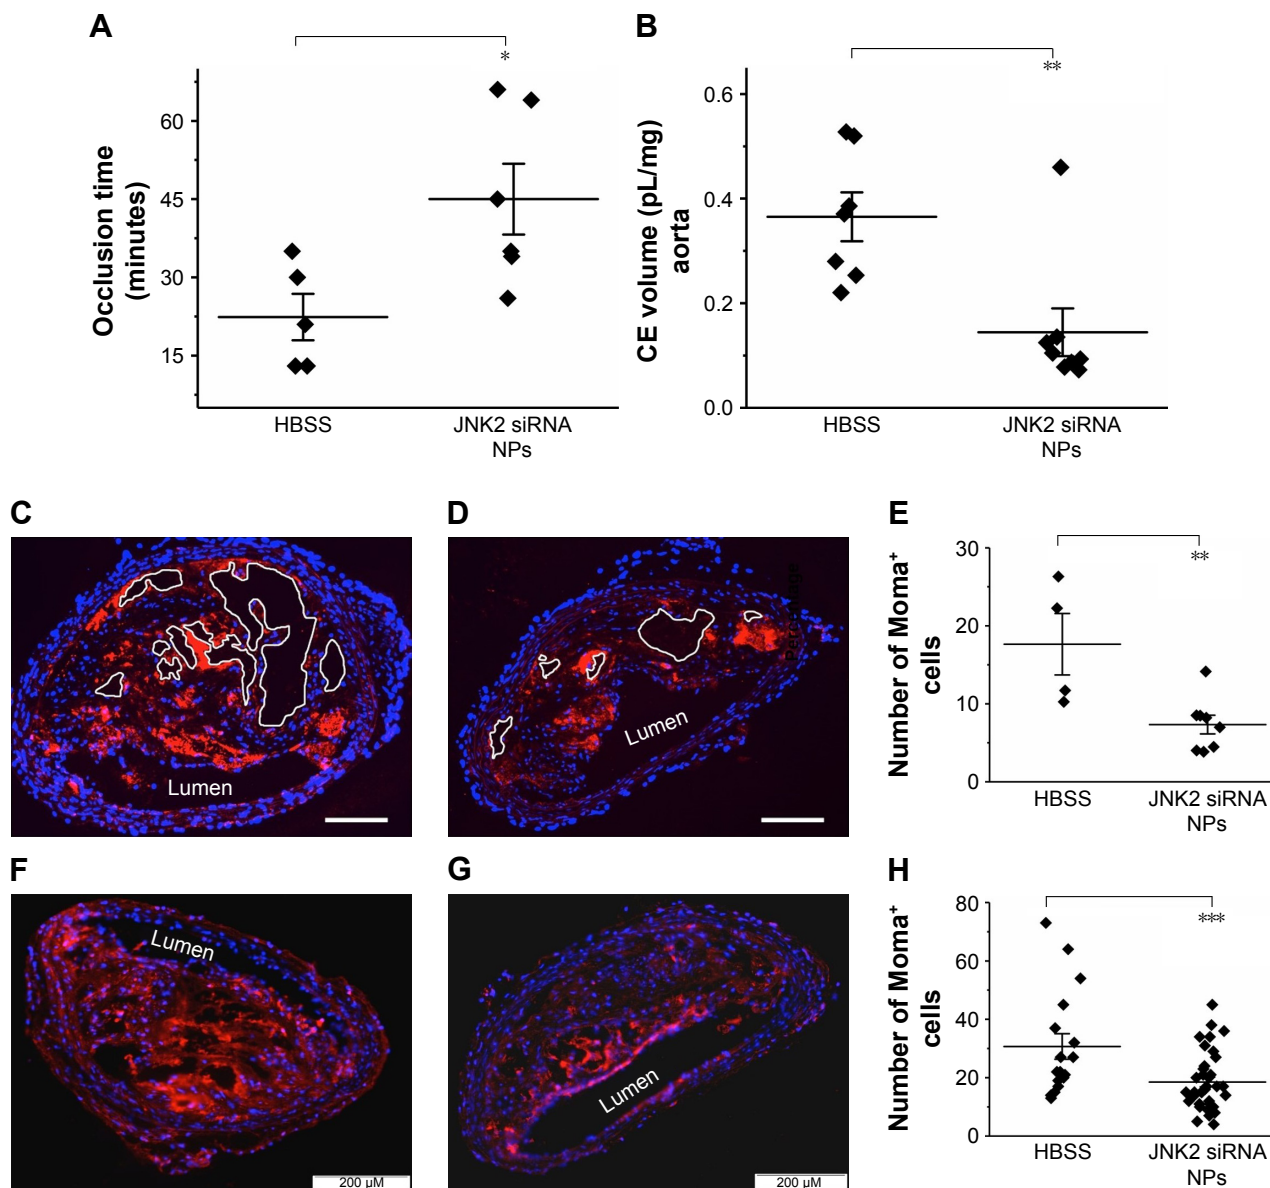 A
*
Occlusion time
(minutes)
60
45
30
15
HBSS
JNK2 siRNA
NPs
B
**
CE volume (pL/mg)
aorta
0.6
0.4
0.2
0.0
HBSS
JNK2 siRNA
NPs
C
Lumen
D
Lumen
E
**
Number of Moma+
cells
30
20
10
0
HBSS
JNK2 siRNA
NPs
F
Lumen
200 µM
G
Lumen
200 µM
H
***
Number of Moma+
cells
80
60
40
20
0
HBSS
JNK2 siRNA
NPs